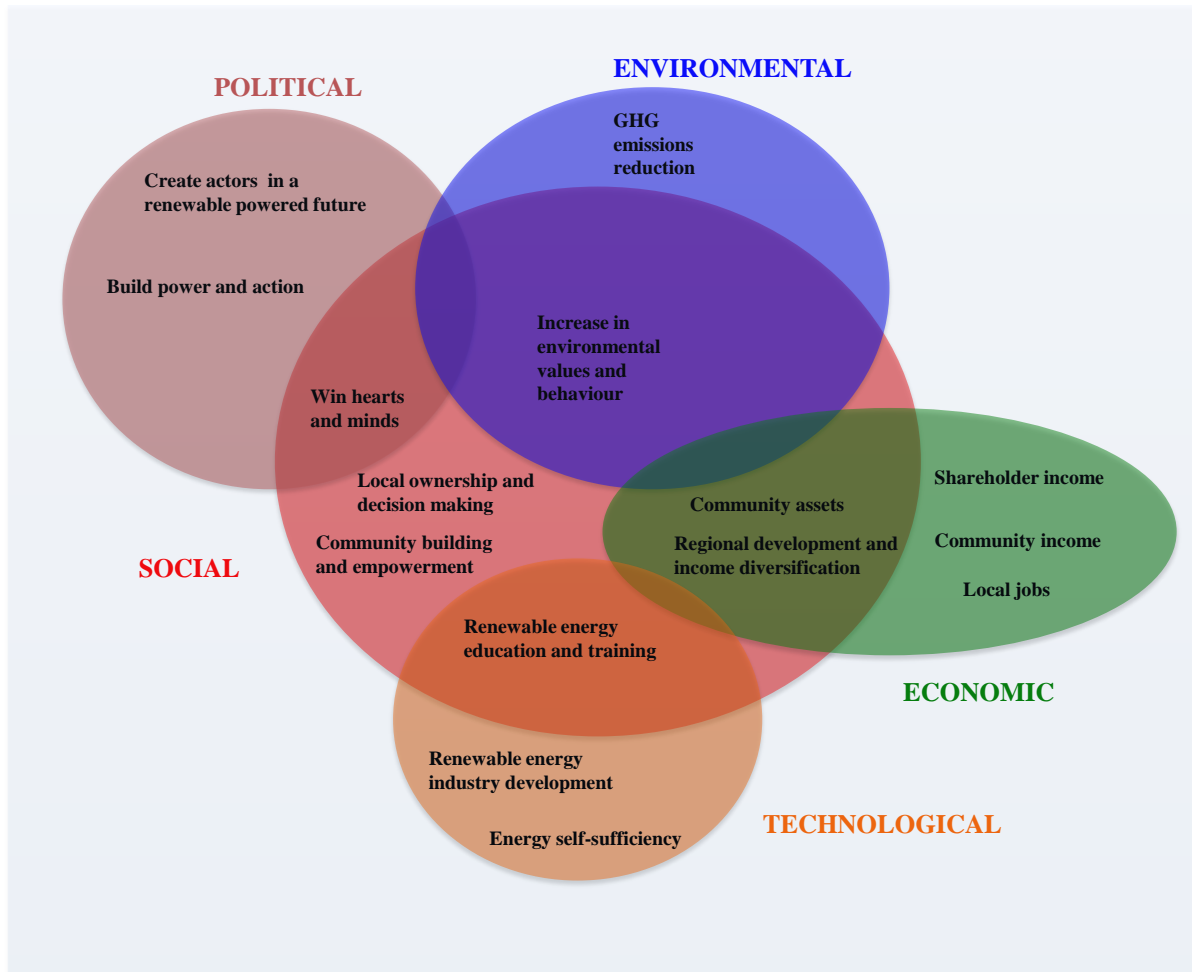 ENVIRONMENTAL
POLITICAL
GHG
emissions
reduction
Create actors in a
renewable powered future
Build power and action
Increase in
environmental
values and
behaviour
Win hearts
and minds
Local ownership and
decision making
Community building
and empowerment
Community assets
Regional development and
income diversification
Shareholder income
Community income
Local jobs
SOCIAL
Renewable energy
education and training
ECONOMIC
Renewable energy
industry development
Energy self-sufficiency
TECHNOLOGICAL